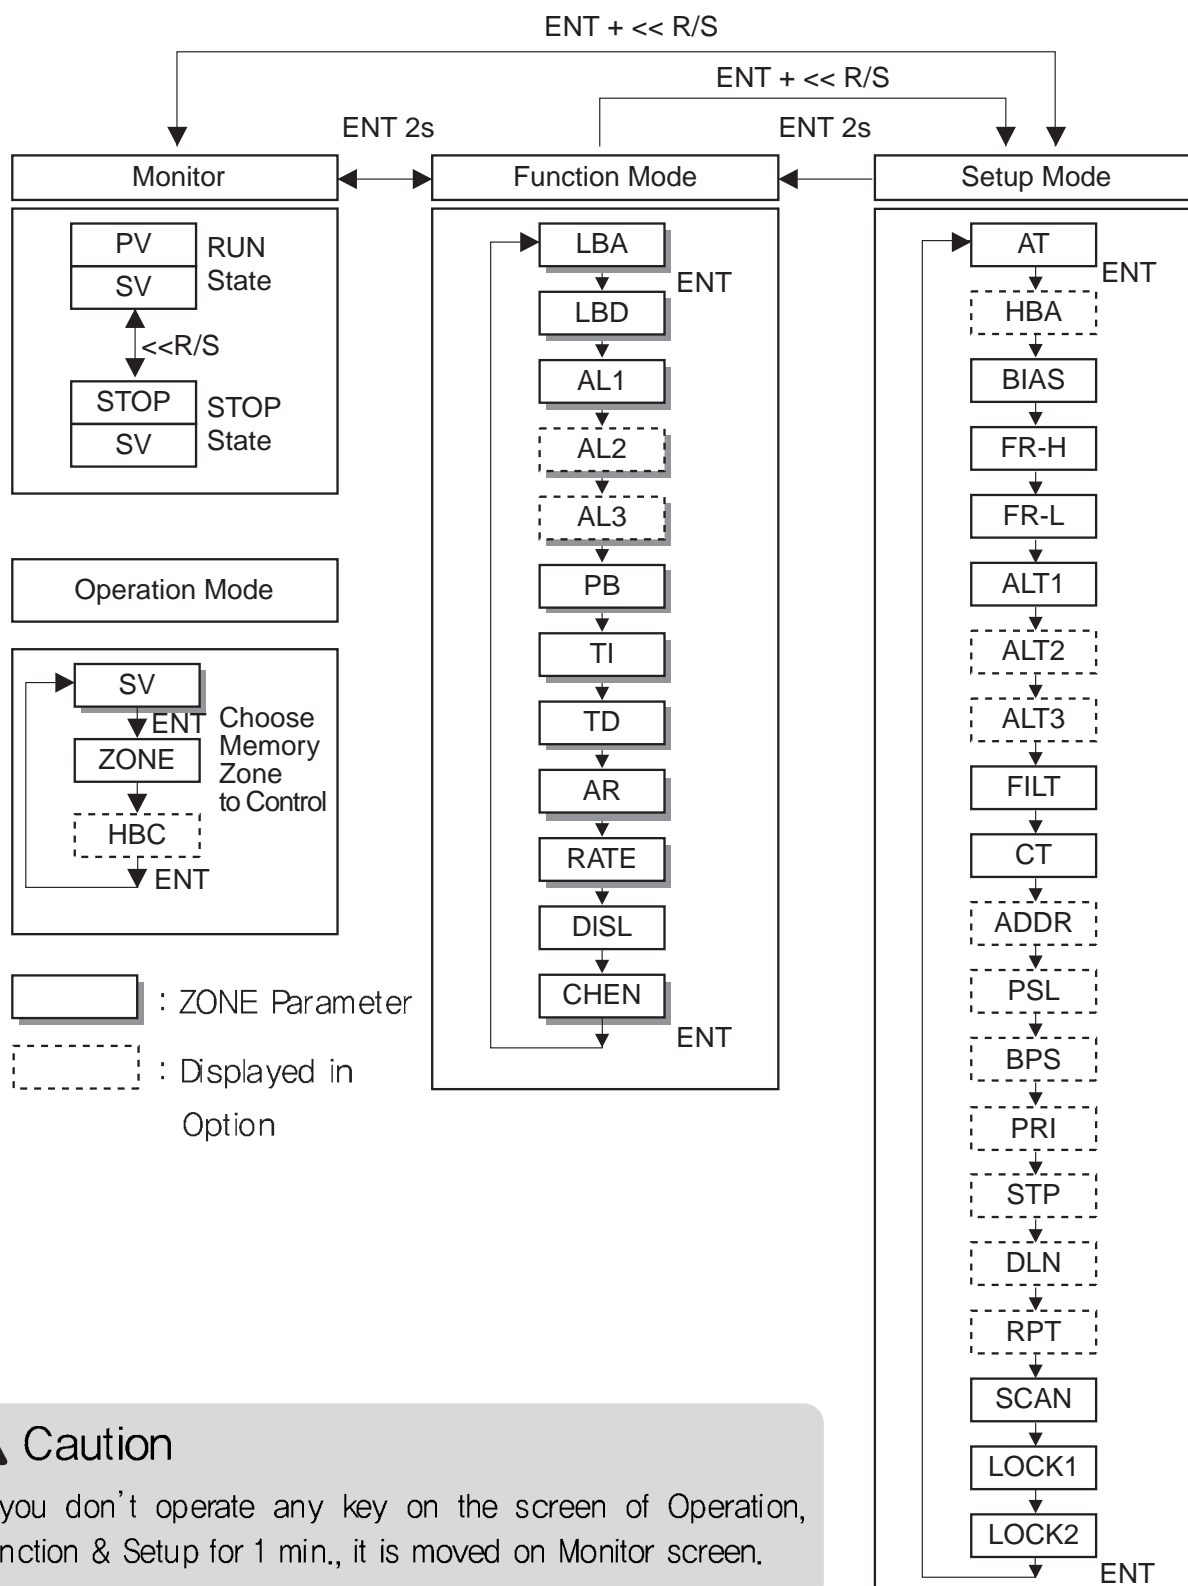 ENT + << R/S
ENT + << R/S
ENT 2s
ENT 2s
Monitor
Function Mode
Setup Mode
PV
SV
RUN
State
<<R/S
STOP
SV
STOP
State
Operation Mode
SV
ENT
ZONE
HBC
ENT
Choose
Memory
Zone
to Control
: ZONE Parameter
: Displayed in
Option
LBA
ENT
LBD
AL1
AL2
AL3
PB
TI
TD
AR
RATE
DISL
CHEN
ENT
AT
ENT
HBA
BIAS
FR-H
FR-L
ALT1
ALT2
ALT3
FILT
CT
ADDR
PSL
BPS
PRI
STP
DLN
RPT
SCAN
LOCK1
LOCK2
ENT
Caution
you don't operate any key on the screen of Operation,
nction & Setup for 1 min., it is moved on Monitor screen.